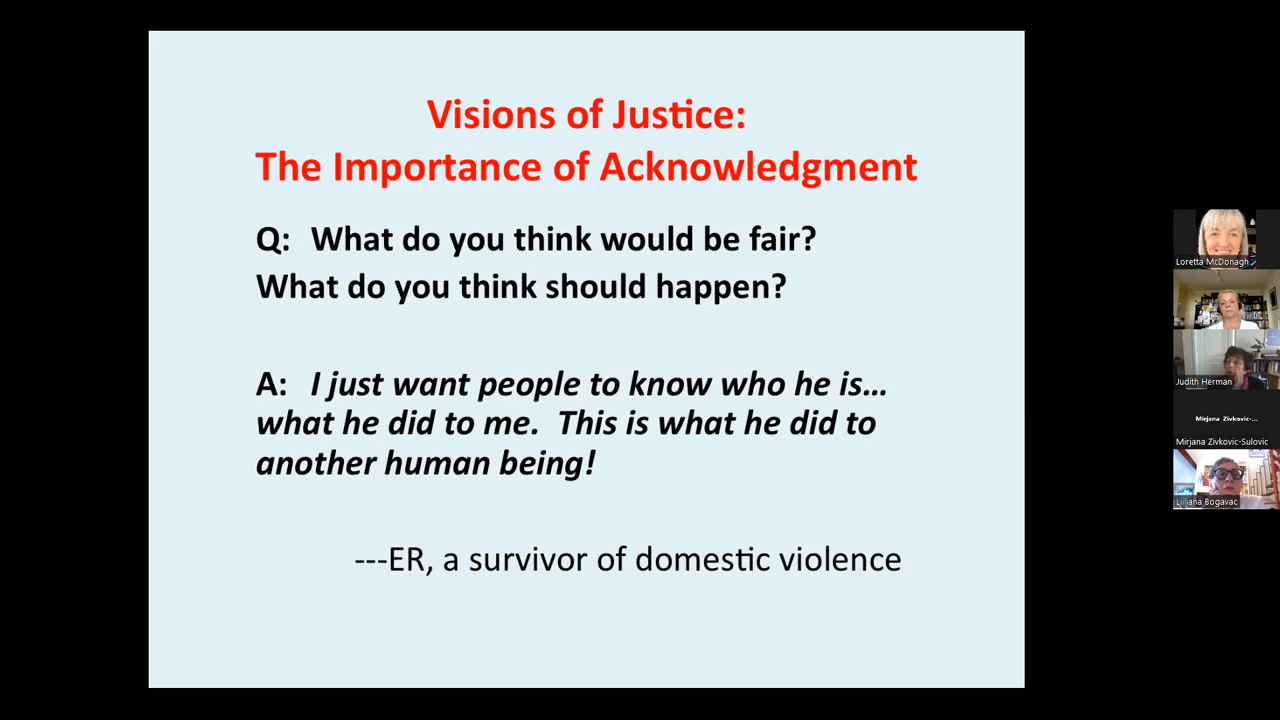 Visions of Justice:
The Importance of Acknowledgment
Q: What do you think would be fair?
What do you think should happen?
A: I just want people to know who he is…
what he did to me. This is what he did to
another human being!
---ER, a survivor of domestic violence
Loretta McDonagh
Judith Herman
Mirjana Zivkovic-...
Mirjana Zivkovic-Sulovic
Ljiljana Bogavac